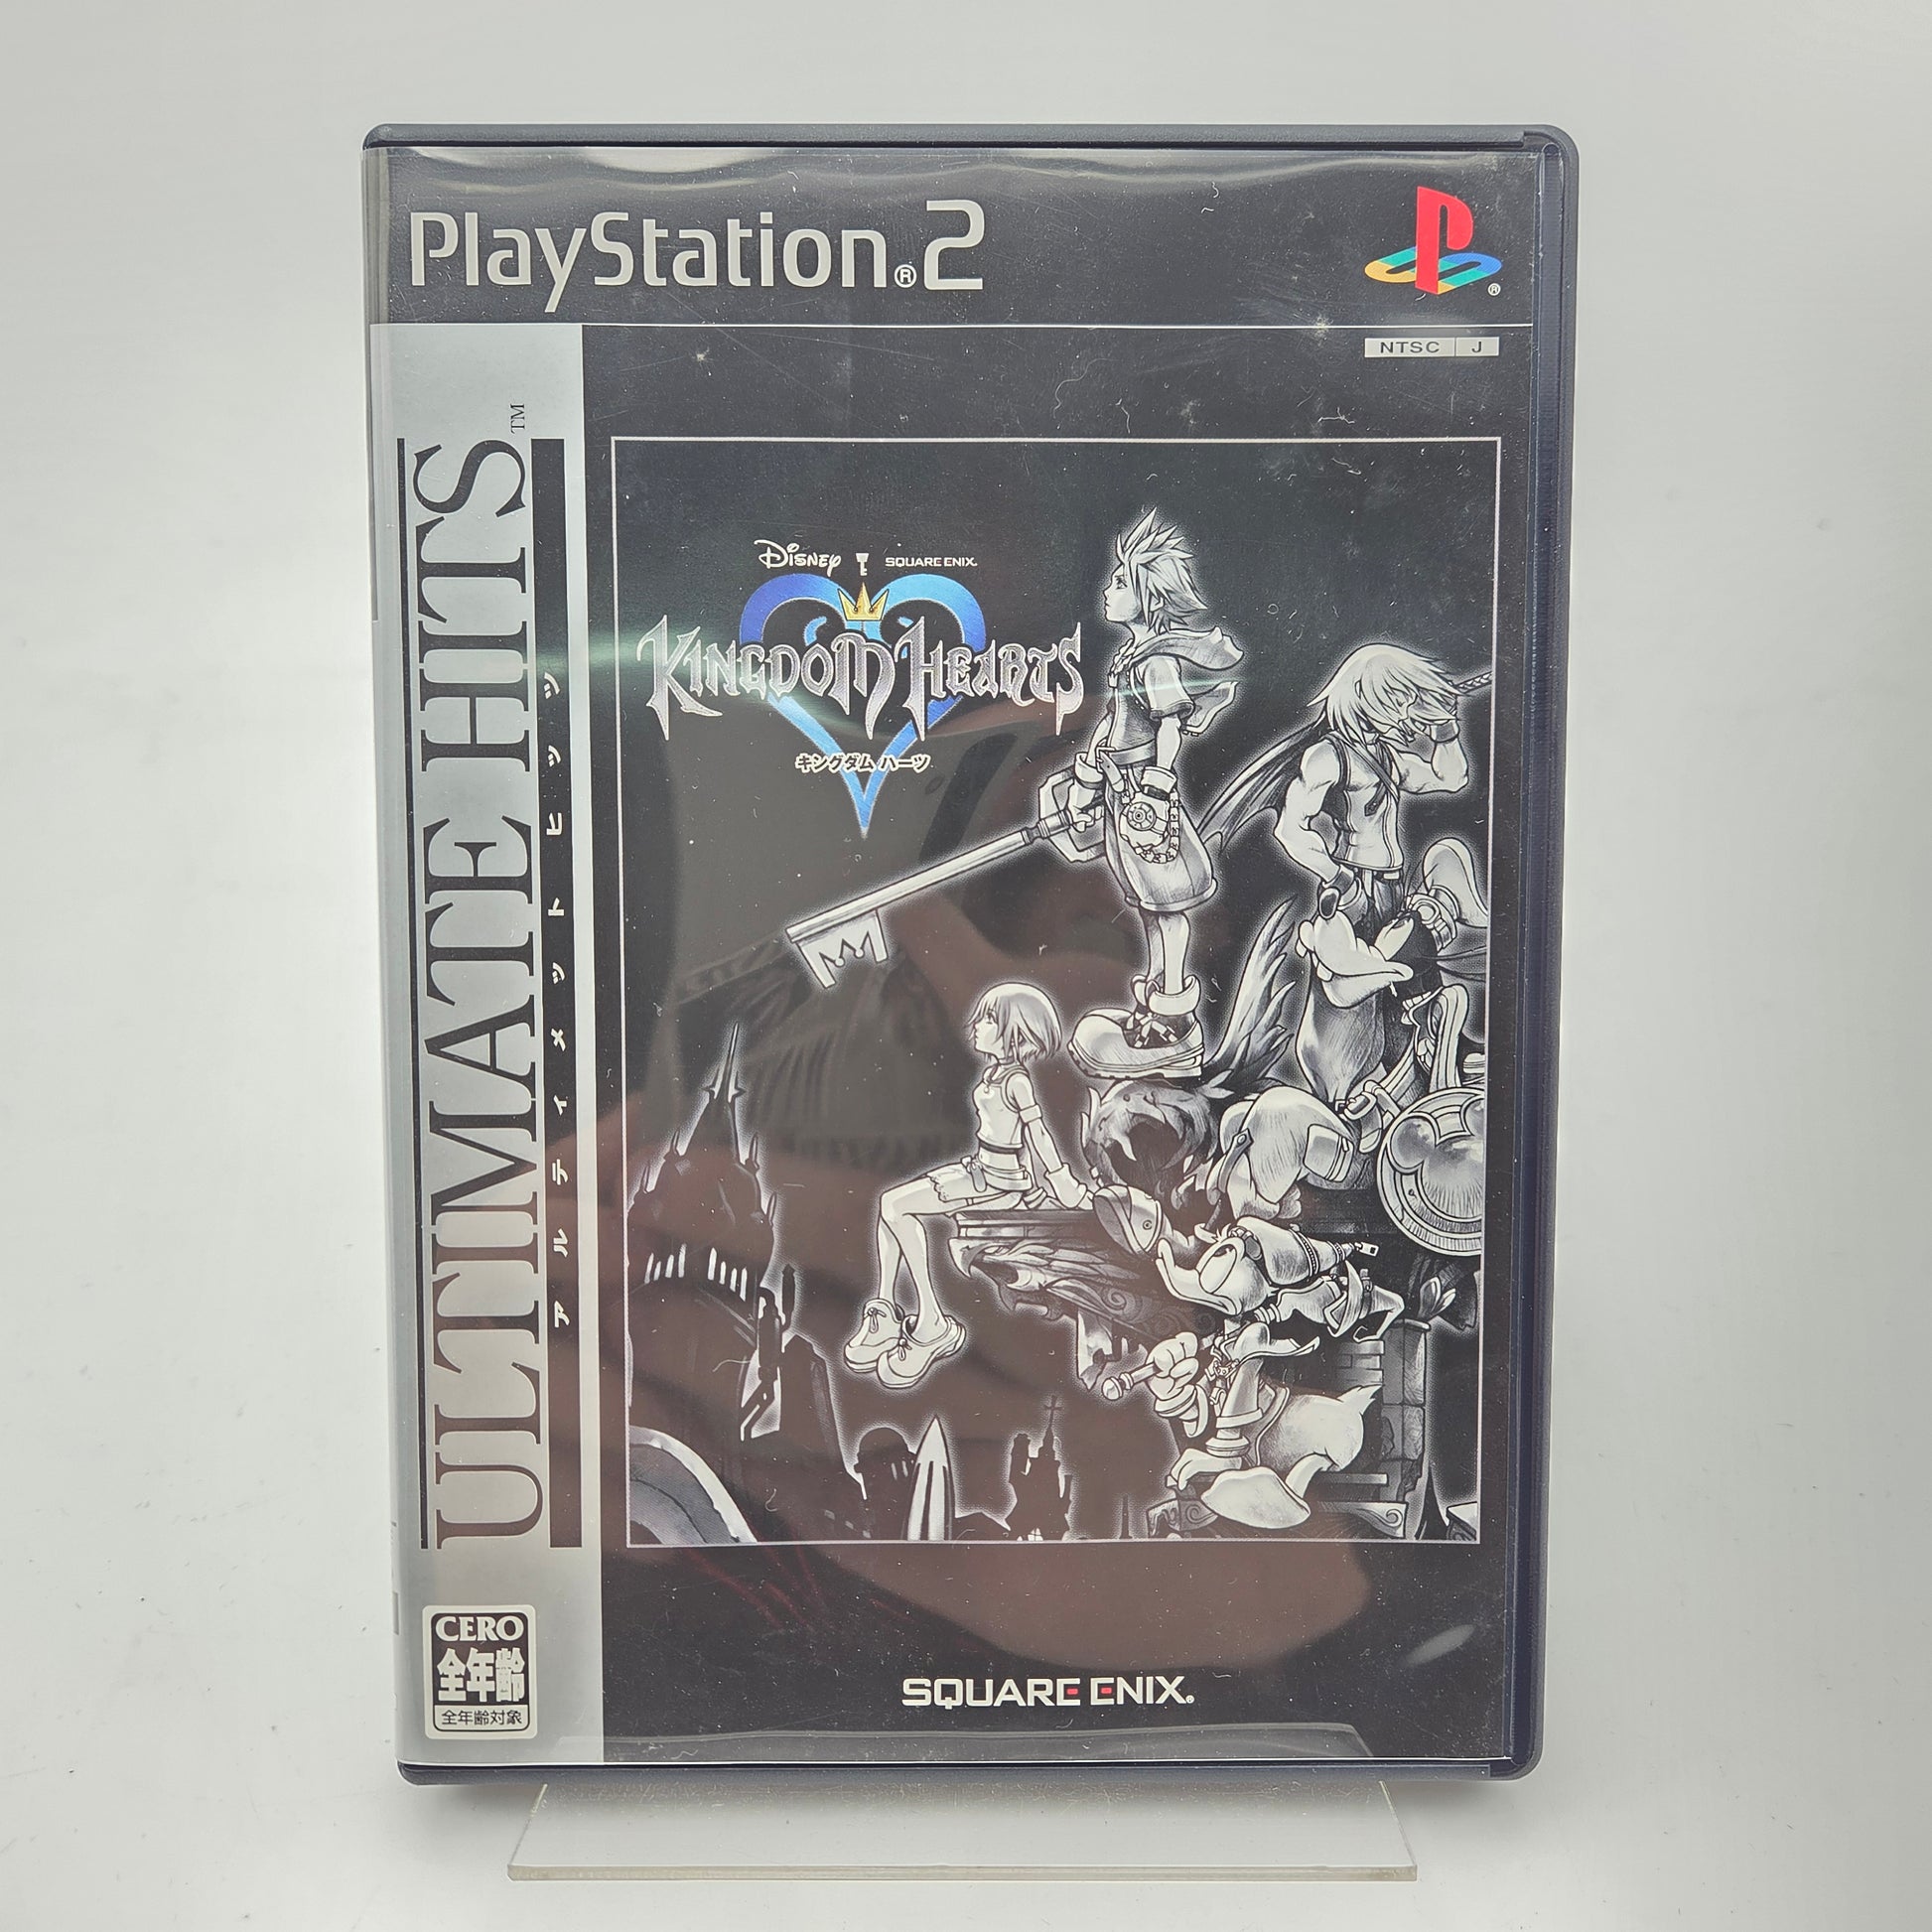 PlayStation®2
NTSC J
ULTIMATE HITS™
アルティメットヒッツ
Disney SQUARE ENIX.
KINGDOM HEARTS
キングダム ハーツ
CERO
全年齢
全年齢対象
SQUARE ENIX®